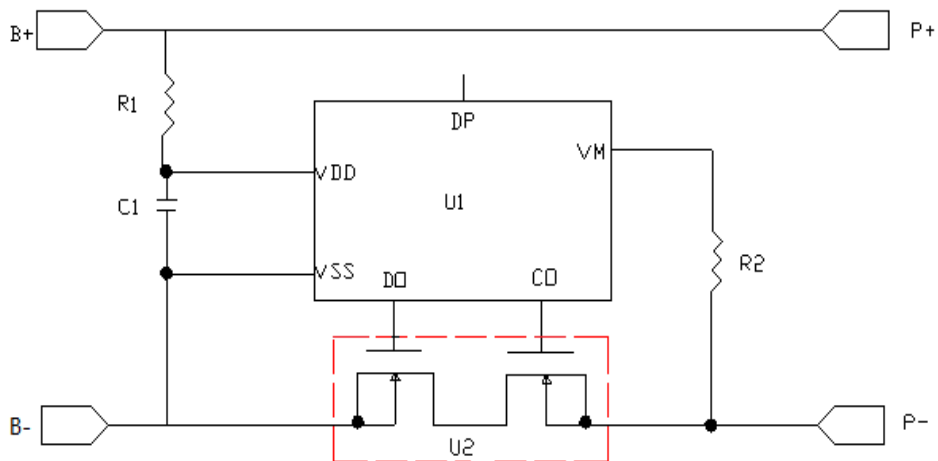 B+
P+
R1
DP
VM
VDD
U1
C1
R2
VSS
DO
CO
B-
P-
U2